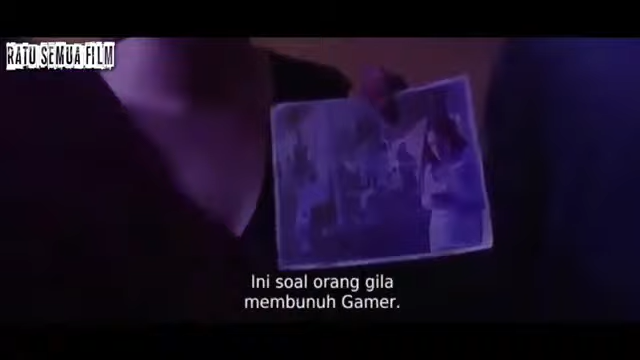 RATU SEMUA FILM
Ini soal orang gila
membunuh Gamer.